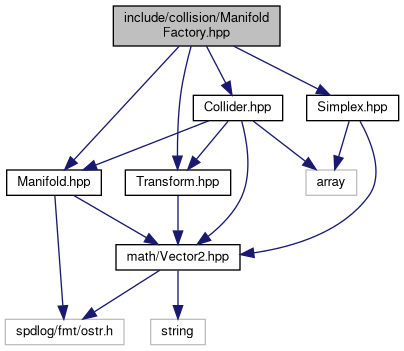 include/collision/Manifold
Factory.hpp
Collider.hpp
Simplex.hpp
Manifold.hpp
Transform.hpp
array
math/Vector2.hpp
spdlog/fmt/ostr.h
string